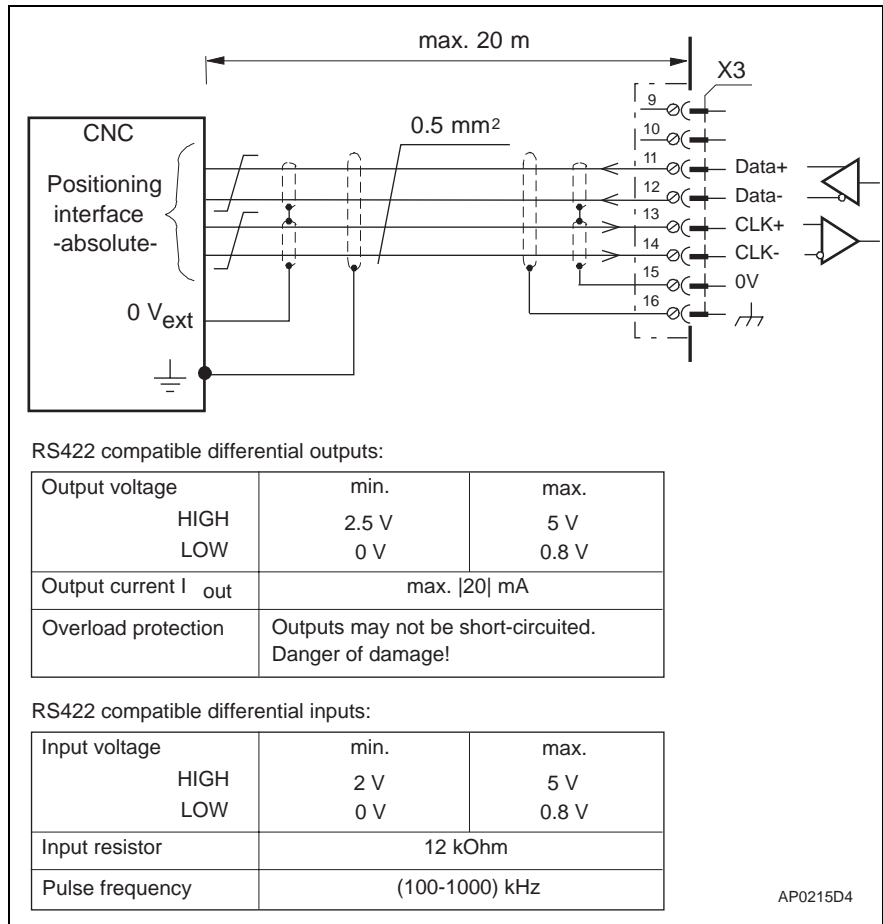 max. 20 m
X3
CNC
0.5 mm²
9
10
11
12
13
14
15
16
Data+
Data-
CLK+
CLK-
0V
Positioning
interface
-absolute-
0 Vext
RS422 compatible differential outputs:
Output voltage min. max.
HIGH 2.5 V 5 V
LOW 0 V 0.8 V
Output current I out max. |20| mA
Overload protection Outputs may not be short-circuited.
Danger of damage!
RS422 compatible differential inputs:
Input voltage min. max.
HIGH 2 V 5 V
LOW 0 V 0.8 V
Input resistor 12 kOhm
Pulse frequency (100-1000) kHz
AP0215D4